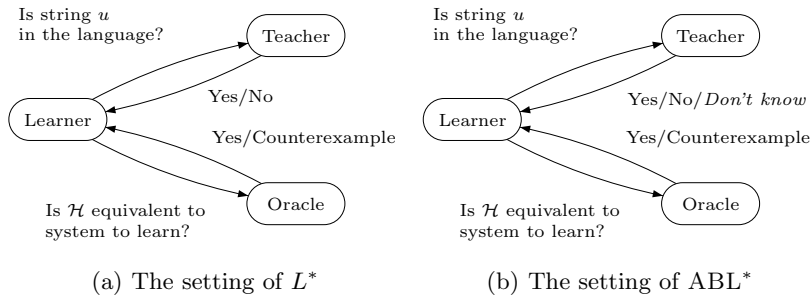 Is string u
in the language?
Teacher
Yes/No
Learner
Yes/Counterexample
Is ℋ equivalent to
system to learn?
Oracle
(a) The setting of L*
Is string u
in the language?
Teacher
Yes/No/Don't know
Learner
Yes/Counterexample
Is ℋ equivalent to
system to learn?
Oracle
(b) The setting of ABL*